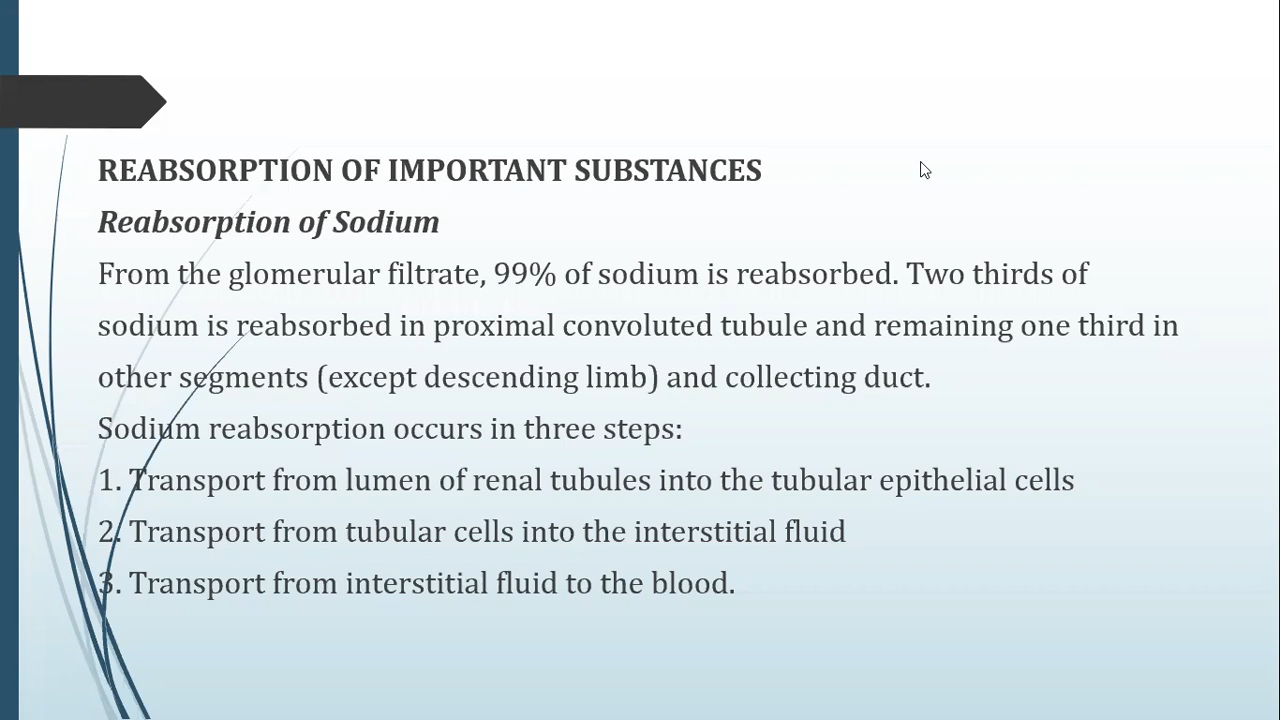 REABSORPTION OF IMPORTANT SUBSTANCES
Reabsorption of Sodium
From the glomerular filtrate, 99% of sodium is reabsorbed. Two thirds of
sodium is reabsorbed in proximal convoluted tubule and remaining one third in
other segments (except descending limb) and collecting duct.
Sodium reabsorption occurs in three steps:
1. Transport from lumen of renal tubules into the tubular epithelial cells
2. Transport from tubular cells into the interstitial fluid
3. Transport from interstitial fluid to the blood.